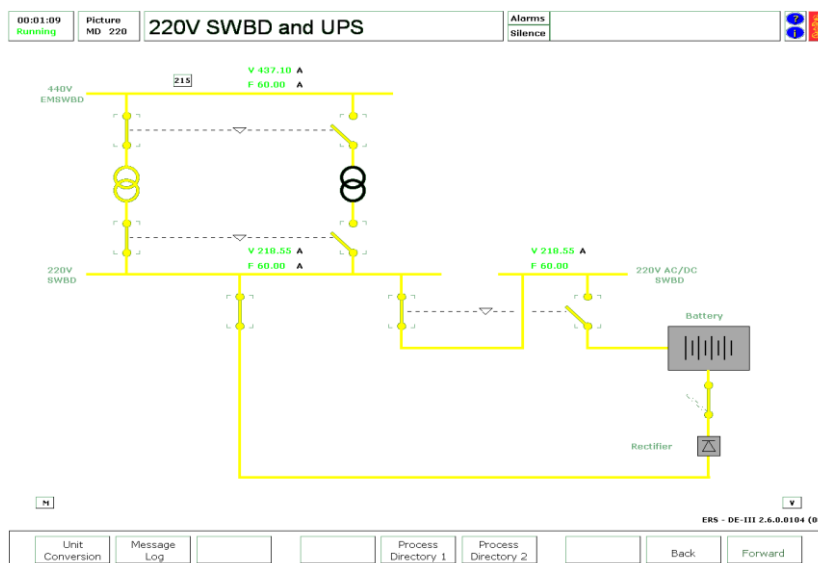 00:01:09
Running
Picture
MD 220
220V SWBD and UPS
Alarms
Silence
?
i
V 437.10 A
215
F 60.00 A
440V
EMSWBD
V 218.55 A
F 60.00 A
V 218.55 A
F 60.00
220V
SWBD
220V AC/DC
SWBD
Battery
Rectifier
M
V
ERS - DE-III 2.6.0.0104 (0
Unit
Conversion
Message
Log
Process
Directory 1
Process
Directory 2
Back
Forward